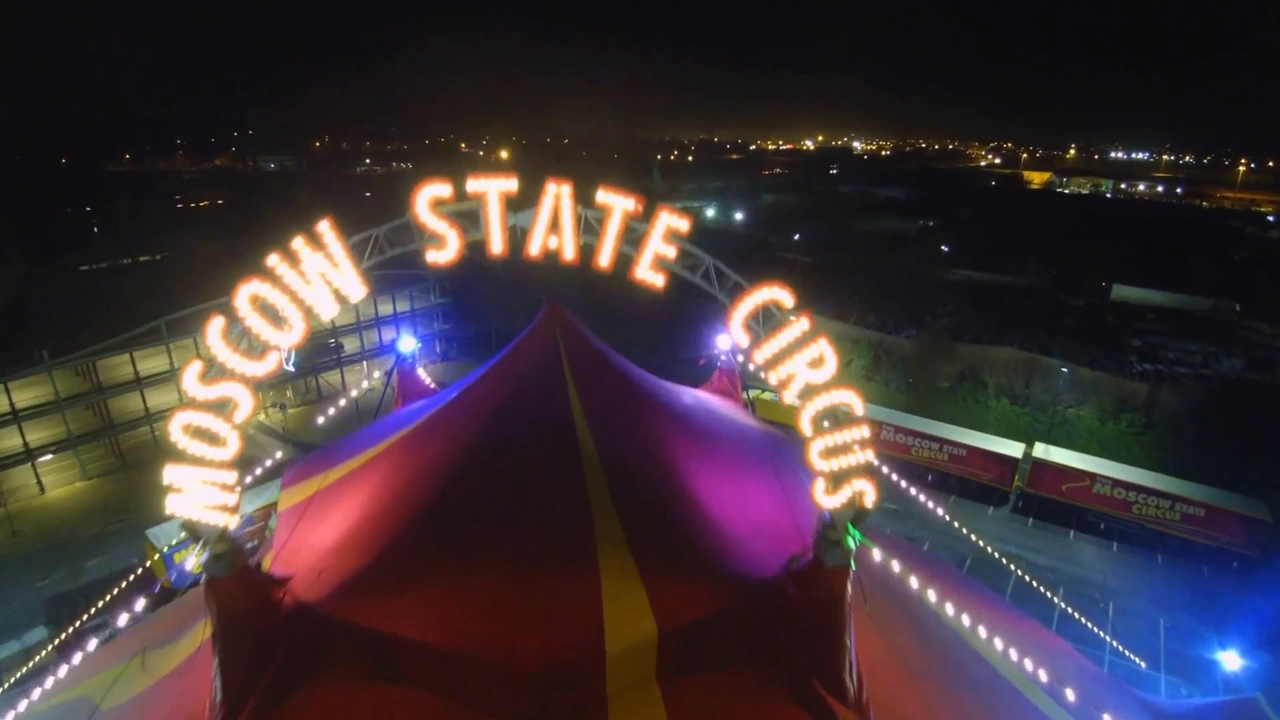 MOSCOW STATE CIRCUS
THE
MOSCOW STATE
CIRCUS
THE
MOSCOW STATE
CIRCUS